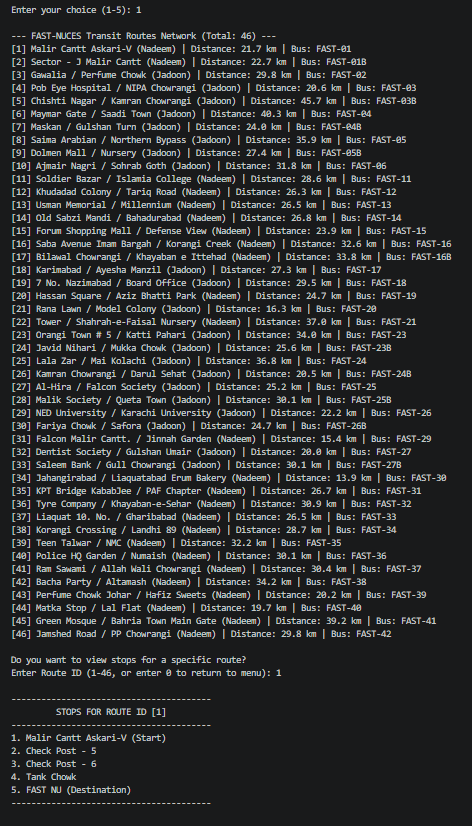 Enter your choice (1-5): 1
--- FAST-NUCES Transit Routes Network (Total: 46) ---
[1] Malir Cantt Askari-V (Nadeem) | Distance: 21.7 km | Bus: FAST-01
[2] Sector - J Malir Cantt (Nadeem) | Distance: 22.7 km | Bus: FAST-01B
[3] Gawalia / Perfume Chowk (Jadoon) | Distance: 29.8 km | Bus: FAST-02
[4] Pob Eye Hospital / NIPA Chowrangi (Jadoon) | Distance: 20.6 km | Bus: FAST-03
[5] Chishti Nagar / Kamran Chowrangi (Jadoon) | Distance: 45.7 km | Bus: FAST-03B
[6] Maymar Gate / Saadi Town (Jadoon) | Distance: 40.3 km | Bus: FAST-04
[7] Maskan / Gulshan Turn (Jadoon) | Distance: 24.0 km | Bus: FAST-04B
[8] Saima Arabian / Northern Bypass (Jadoon) | Distance: 35.9 km | Bus: FAST-05
[9] Dolmen Mall / Nursery (Jadoon) | Distance: 27.4 km | Bus: FAST-05B
[10] Ajmair Nagri / Sohrab Goth (Jadoon) | Distance: 31.8 km | Bus: FAST-06
[11] Soldier Bazar / Islamia College (Nadeem) | Distance: 28.6 km | Bus: FAST-11
[12] Khudadad Colony / Tariq Road (Nadeem) | Distance: 26.3 km | Bus: FAST-12
[13] Usman Memorial / Millennium (Nadeem) | Distance: 26.5 km | Bus: FAST-13
[14] Old Sabzi Mandi / Bahadurabad (Nadeem) | Distance: 26.8 km | Bus: FAST-14
[15] Forum Shopping Mall / Defense View (Nadeem) | Distance: 23.9 km | Bus: FAST-15
[16] Saba Avenue Imam Bargah / Korangi Creek (Nadeem) | Distance: 32.6 km | Bus: FAST-16
[17] Bilawal Chowrangi / Khayaban e Ittehad (Nadeem) | Distance: 33.8 km | Bus: FAST-16B
[18] Karimabad / Ayesha Manzil (Jadoon) | Distance: 27.3 km | Bus: FAST-17
[19] 7 No. Nazimabad / Board Office (Jadoon) | Distance: 29.5 km | Bus: FAST-18
[20] Hassan Square / Aziz Bhatti Park (Nadeem) | Distance: 24.7 km | Bus: FAST-19
[21] Rana Lawn / Model Colony (Jadoon) | Distance: 16.3 km | Bus: FAST-20
[22] Tower / Shahrah-e-Faisal Nursery (Nadeem) | Distance: 37.0 km | Bus: FAST-21
[23] Orangi Town # 5 / Katti Pahari (Jadoon) | Distance: 34.0 km | Bus: FAST-23
[24] Javid Nihari / Mukka Chowk (Jadoon) | Distance: 25.6 km | Bus: FAST-23B
[25] Lala Zar / Mai Kolachi (Jadoon) | Distance: 36.8 km | Bus: FAST-24
[26] Kamran Chowrangi / Darul Sehat (Jadoon) | Distance: 20.5 km | Bus: FAST-24B
[27] Al-Hira / Falcon Society (Jadoon) | Distance: 25.2 km | Bus: FAST-25
[28] Malik Society / Queta Town (Jadoon) | Distance: 30.1 km | Bus: FAST-25B
[29] NED University / Karachi University (Jadoon) | Distance: 22.2 km | Bus: FAST-26
[30] Fariya Chowk / Safora (Jadoon) | Distance: 24.7 km | Bus: FAST-26B
[31] Falcon Malir Cantt. / Jinnah Garden (Nadeem) | Distance: 15.4 km | Bus: FAST-29
[32] Dentist Society / Gulshan Umair (Jadoon) | Distance: 20.0 km | Bus: FAST-27
[33] Saleem Bank / Gull Chowrangi (Jadoon) | Distance: 30.1 km | Bus: FAST-27B
[34] Jahangirabad / Liaquatabad Erum Bakery (Nadeem) | Distance: 13.9 km | Bus: FAST-30
[35] KPT Bridge KababJee / PAF Chapter (Nadeem) | Distance: 26.7 km | Bus: FAST-31
[36] Tyre Company / Khayaban-e-Sehar (Nadeem) | Distance: 30.9 km | Bus: FAST-32
[37] Liaquat 10. No. / Gharibabad (Nadeem) | Distance: 26.5 km | Bus: FAST-33
[38] Korangi Crossing / Landhi 89 (Nadeem) | Distance: 28.7 km | Bus: FAST-34
[39] Teen Talwar / NMC (Nadeem) | Distance: 32.2 km | Bus: FAST-35
[40] Police HQ Garden / Numaish (Nadeem) | Distance: 30.1 km | Bus: FAST-36
[41] Ram Sawami / Allah Wali Chowrangi (Nadeem) | Distance: 30.4 km | Bus: FAST-37
[42] Bacha Party / Altamash (Nadeem) | Distance: 34.2 km | Bus: FAST-38
[43] Perfume Chowk Johar / Hafiz Sweets (Nadeem) | Distance: 20.2 km | Bus: FAST-39
[44] Matka Stop / Lal Flat (Nadeem) | Distance: 19.7 km | Bus: FAST-40
[45] Green Mosque / Bahria Town Main Gate (Nadeem) | Distance: 39.2 km | Bus: FAST-41
[46] Jamshed Road / PP Chowrangi (Nadeem) | Distance: 29.8 km | Bus: FAST-42
Do you want to view stops for a specific route?
Enter Route ID (1-46, or enter 0 to return to menu): 1
----------------------------------------
STOPS FOR ROUTE ID [1]
----------------------------------------
1. Malir Cantt Askari-V (Start)
2. Check Post - 5
3. Check Post - 6
4. Tank Chowk
5. FAST NU (Destination)
----------------------------------------